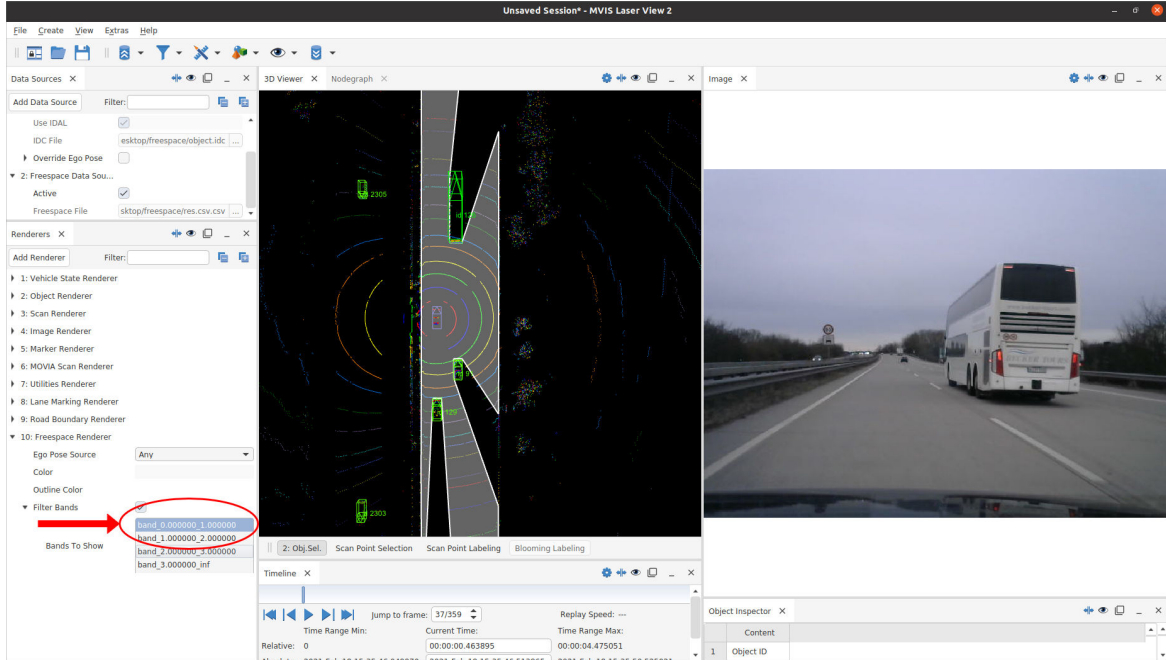 Unsaved Session* - MVIS Laser View 2
File Create View Extras Help
Data Sources
Add Data Source Filter:
Use IDAL
IDC File esktop/freespace/object.idc ...
Override Ego Pose
2: Freespace Data Sou...
Active
Freespace File sktop/freespace/res.csv.csv ...
Renderers
Add Renderer Filter:
1: Vehicle State Renderer
2: Object Renderer
3: Scan Renderer
4: Image Renderer
5: Marker Renderer
6: MOVIA Scan Renderer
7: Utilities Renderer
8: Lane Marking Renderer
9: Road Boundary Renderer
10: Freespace Renderer
Ego Pose Source Any
Color
Outline Color
Filter Bands
Bands To Show
band_0.000000_1.000000
band_1.000000_2.000000
band_2.000000_3.000000
band_3.000000_inf
3D Viewer Nodegraph
2305
129
2303
2: Obj.Sel. Scan Point Selection Scan Point Labeling Blooming Labeling
Timeline
Jump to frame: 37/359 Replay Speed: ---
Time Range Min: Current Time: Time Range Max:
Relative: 0 00:00:00.463895 00:00:04.475051
Image
Object Inspector
Content
1 Object ID